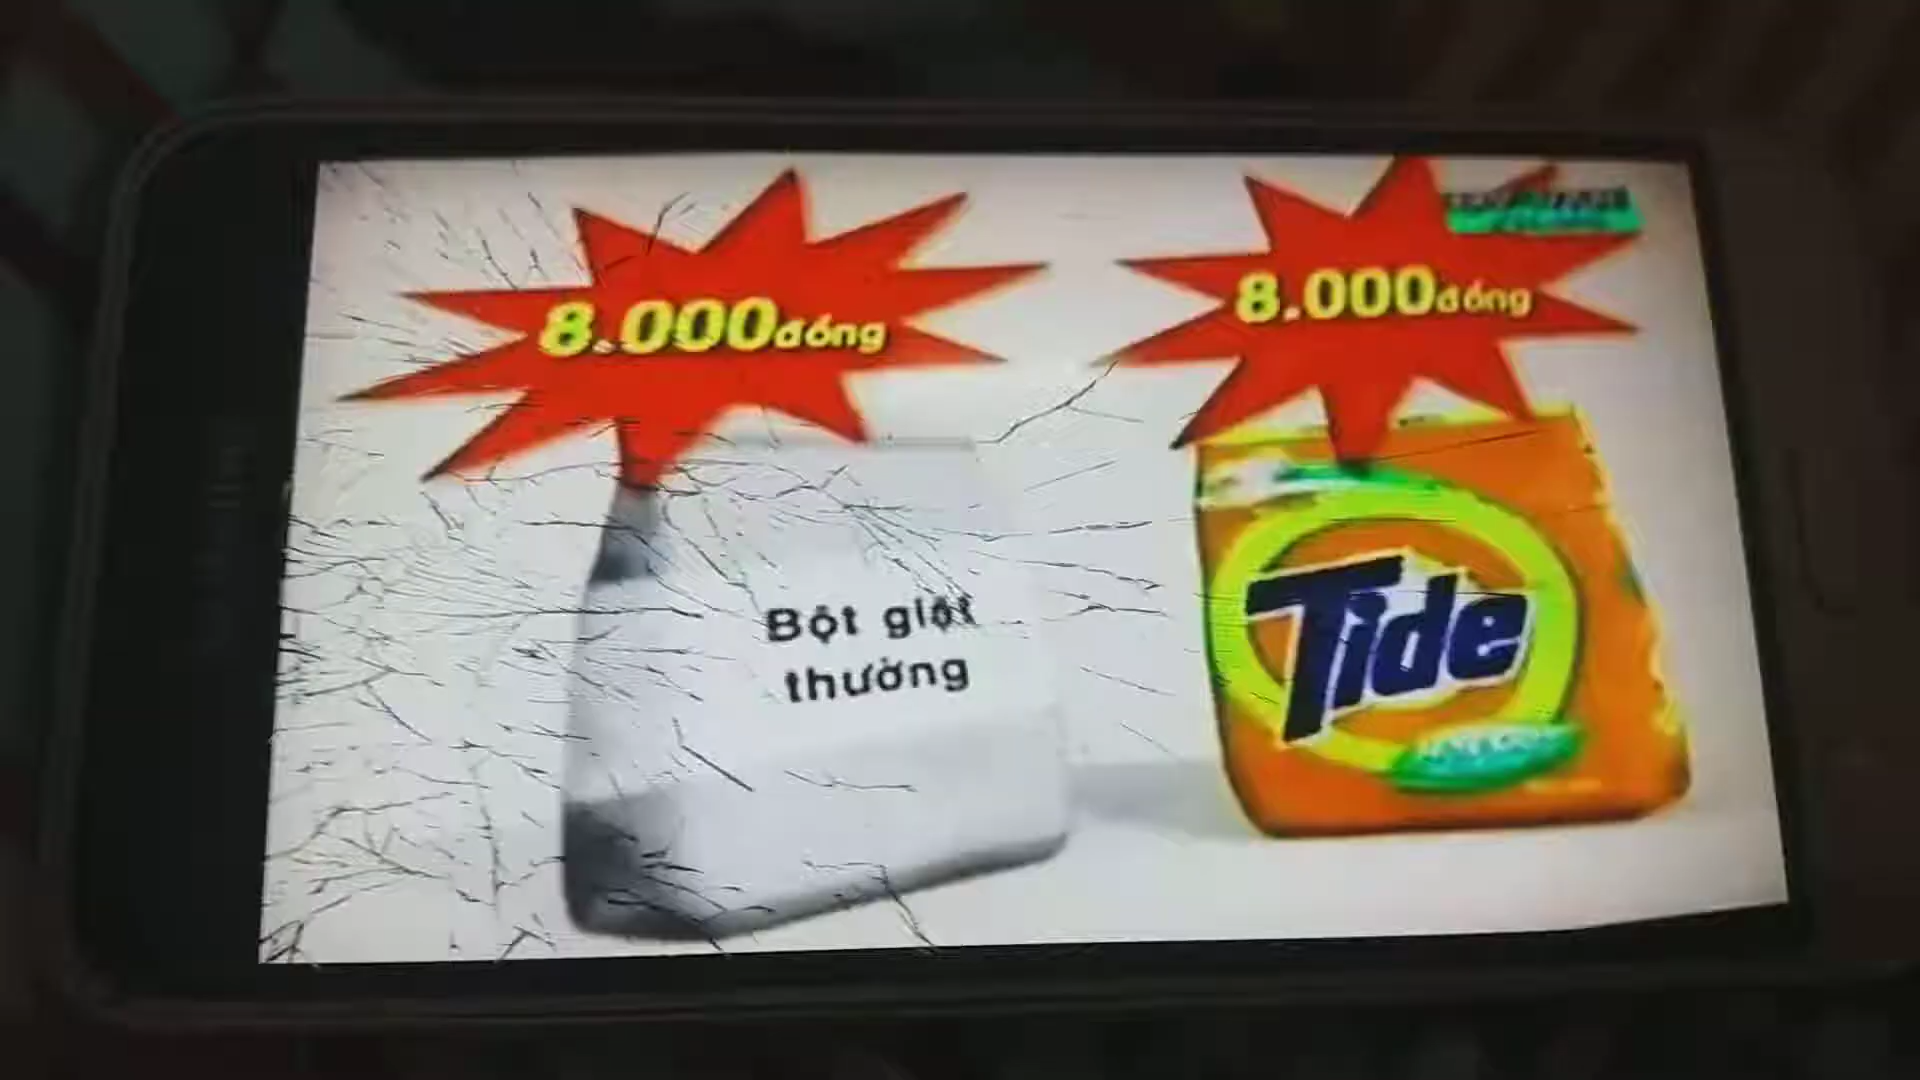 8.000đồng
8.000đồng
Bột giặt
thường
Tide